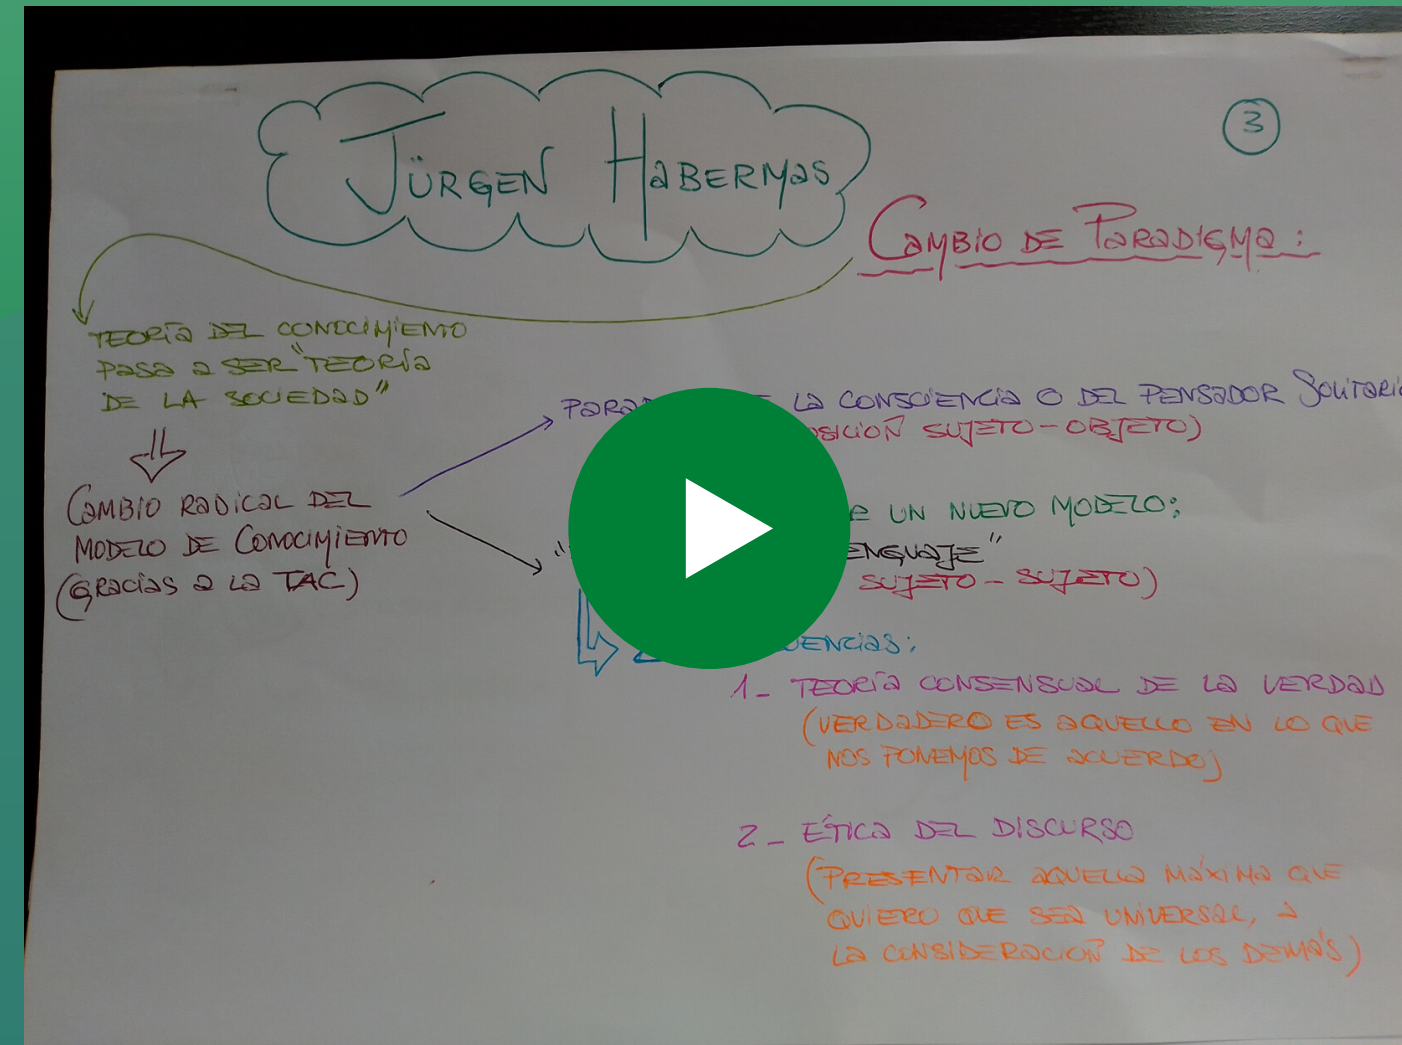 JÜRGEN HABERMAS
3
CAMBIO DE PARADIGMA:
TEORÍA DEL CONOCIMIENTO
PASA A SER "TEORÍA
DE LA SOCIEDAD"
CAMBIO RADICAL DEL
MODELO DE CONOCIMIENTO
(GRACIAS A LA TAC)
LA CONSCIENCIA O DEL PENSADOR SOLITARIO
SUJETO-OBJETO)
UN NUEVO MODELO:
SUJETO - SUJETO)
1- TEORÍA CONSENSUAL DE LA VERDAD
(VERDADERO ES AQUELLO EN LO QUE
NOS PONEMOS DE ACUERDO)
2- ÉTICA DEL DISCURSO
(PRESENTAR AQUELLA MÁXIMA QUE
QUIERO QUE SEA UNIVERSAL, A
LA CONSIDERACIÓN DE LOS DEMÁS)